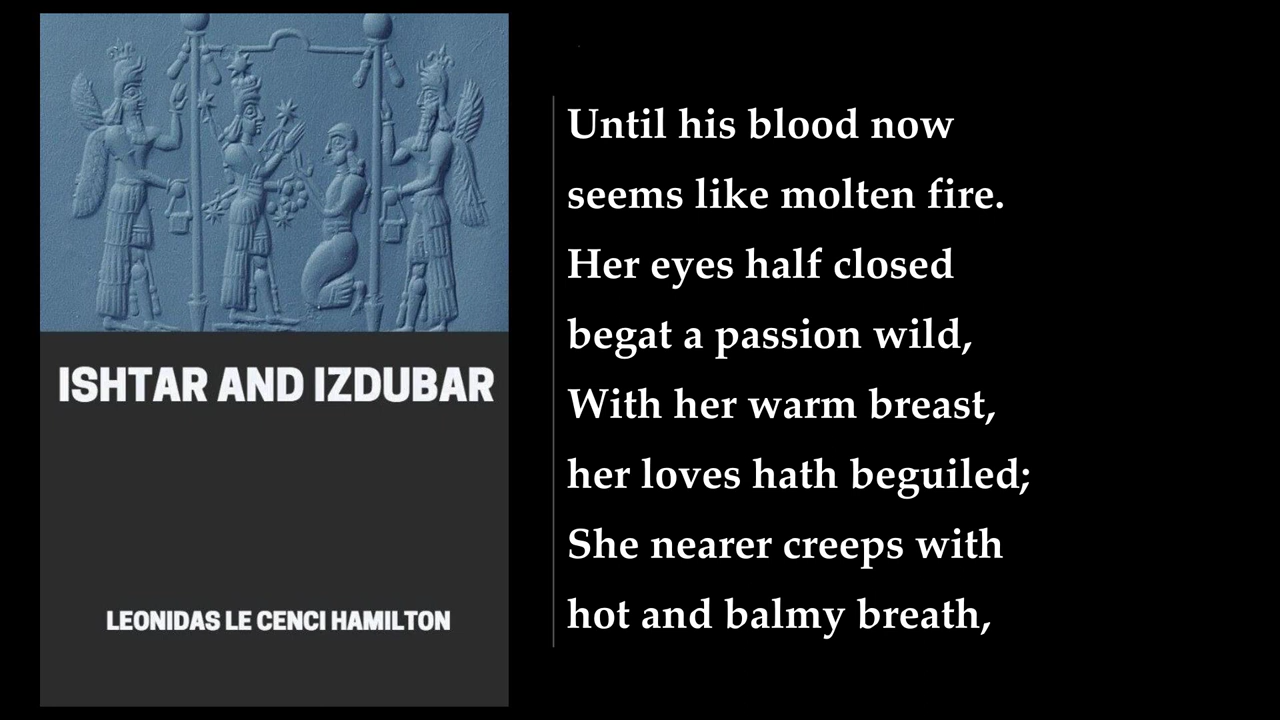 ISHTAR AND IZDUBAR
LEONIDAS LE CENCI HAMILTON
Until his blood now
seems like molten fire.
Her eyes half closed
begat a passion wild,
With her warm breast,
her loves hath beguiled;
She nearer creeps with
hot and balmy breath,